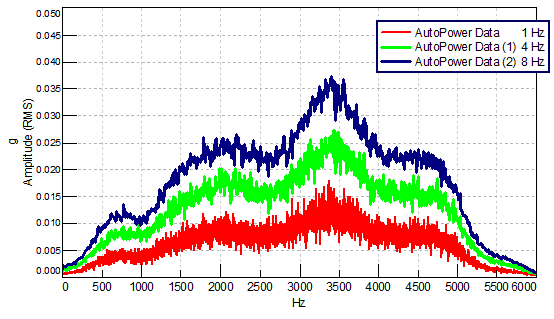 0.050
0.045
0.040
0.035
0.030
0.025
0.020
0.015
0.010
0.005
0.000
g
Amplitude (RMS)
AutoPower Data 1 Hz
AutoPower Data (1) 4 Hz
AutoPower Data (2) 8 Hz
0 500 1000 1500 2000 2500 3000 3500 4000 4500 5000 5500 6000
Hz